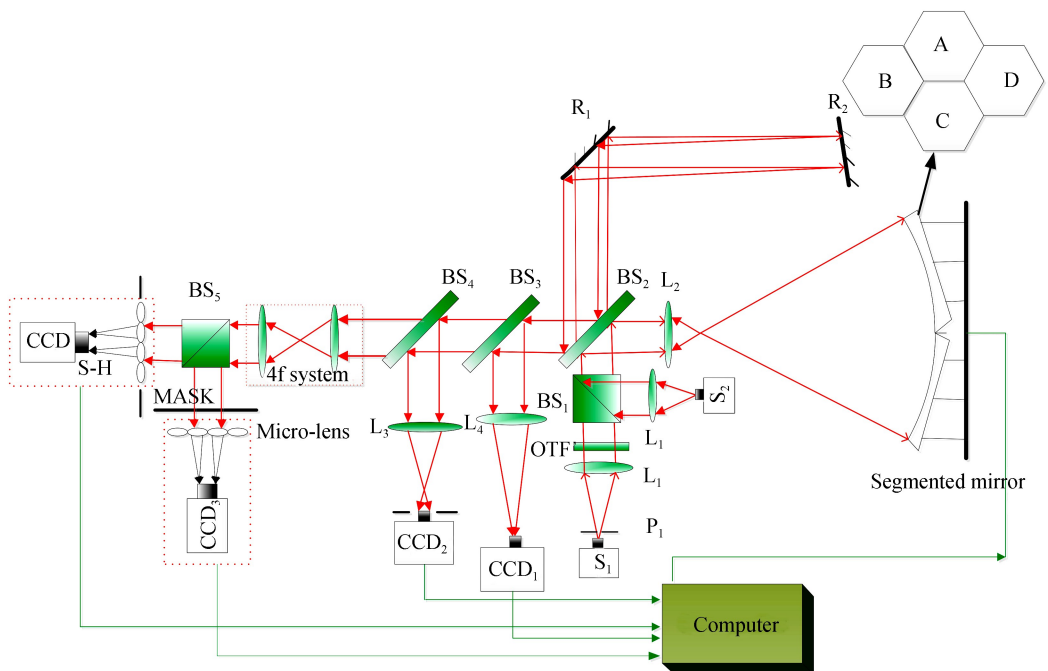 A
B
D
C
R₁
R₂
BS₅
BS₄
BS₃
BS₂
L₂
CCD
S-H
4f system
MASK
BS₁
S₂
L₃
L₄
L₁
Micro-lens
OTF
L₁
Segmented mirror
CCD₃
CCD₂
CCD₁
P₁
S₁
Computer